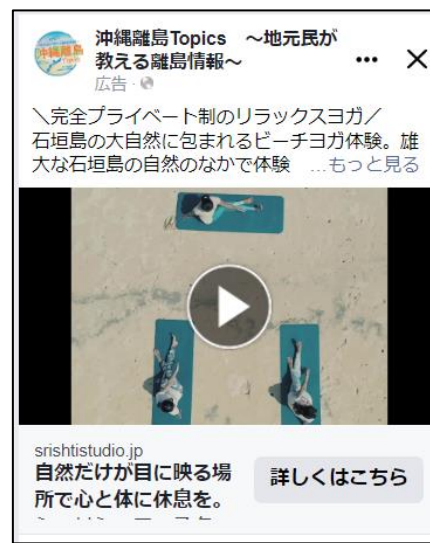 沖縄離島Topics ～地元民が
教える離島情報～
広告
＼完全プライベート制のリラックスヨガ／
石垣島の大自然に包まれるビーチヨガ体験。雄
大な石垣島の自然のなかで体験 …もっと見る
srishtistudio.jp
自然だけが目に映る場
所で心と体に休息を。
詳しくはこちら